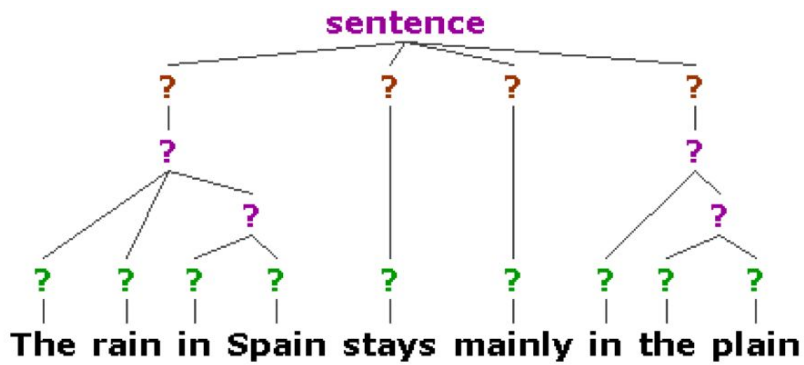 sentence
? ? ? ?
? ?
? ?
? ? ? ? ? ? ? ? ?
The rain in Spain stays mainly in the plain